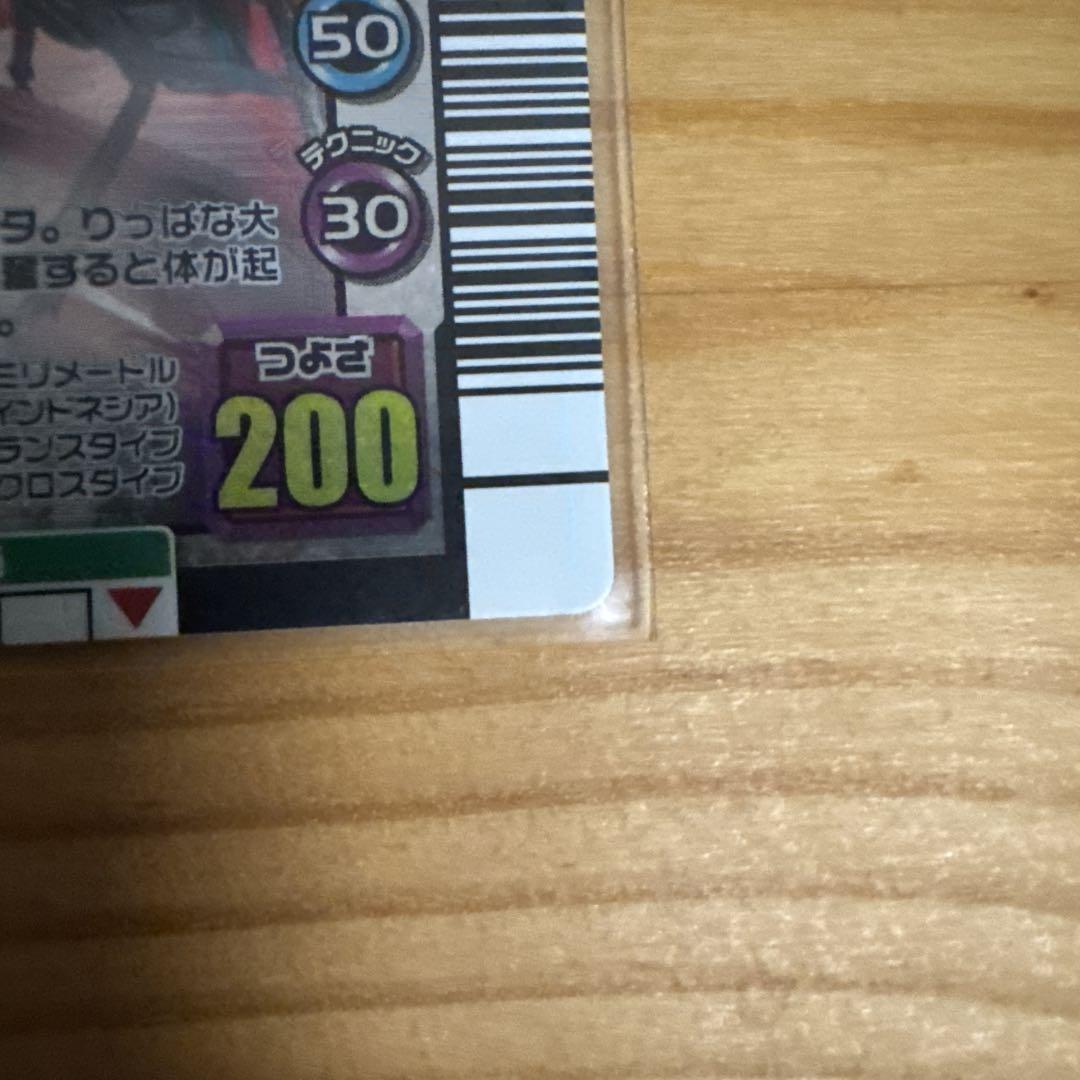 50
テクニック
30
タ。りっぱな大
奮すると体が起
。
ミリメートル
インドネシア)
ランスタイプ
クロスタイプ
つよさ
200